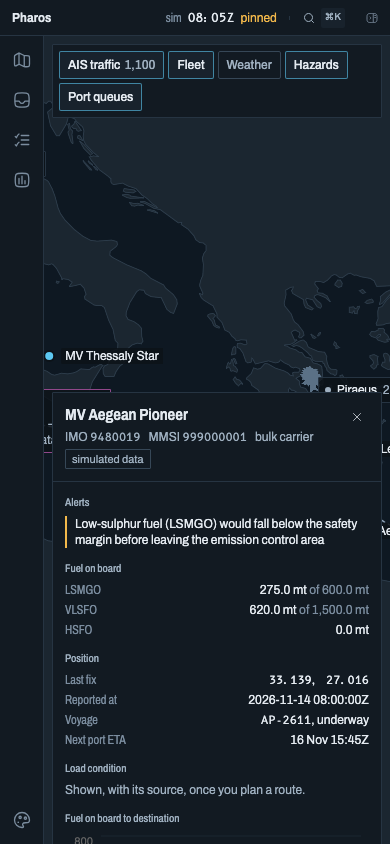 Pharos
sim 08:05Z pinned
⌘K
AIS traffic 1,100
Fleet
Weather
Hazards
Port queues
MV Thessaly Star
Piraeus 2
MV Aegean Pioneer
IMO 9480019 MMSI 999000001 bulk carrier
simulated data
Alerts
Low-sulphur fuel (LSMGO) would fall below the safety
margin before leaving the emission control area
Fuel on board
LSMGO 275.0 mt of 600.0 mt
VLSFO 620.0 mt of 1,500.0 mt
HSFO 0.0 mt
Position
Last fix 33.139, 27.016
Reported at 2026-11-14 08:00:00Z
Voyage AP-2611, underway
Next port ETA 16 Nov 15:45Z
Load condition
Shown, with its source, once you plan a route.
Fuel on board to destination
800